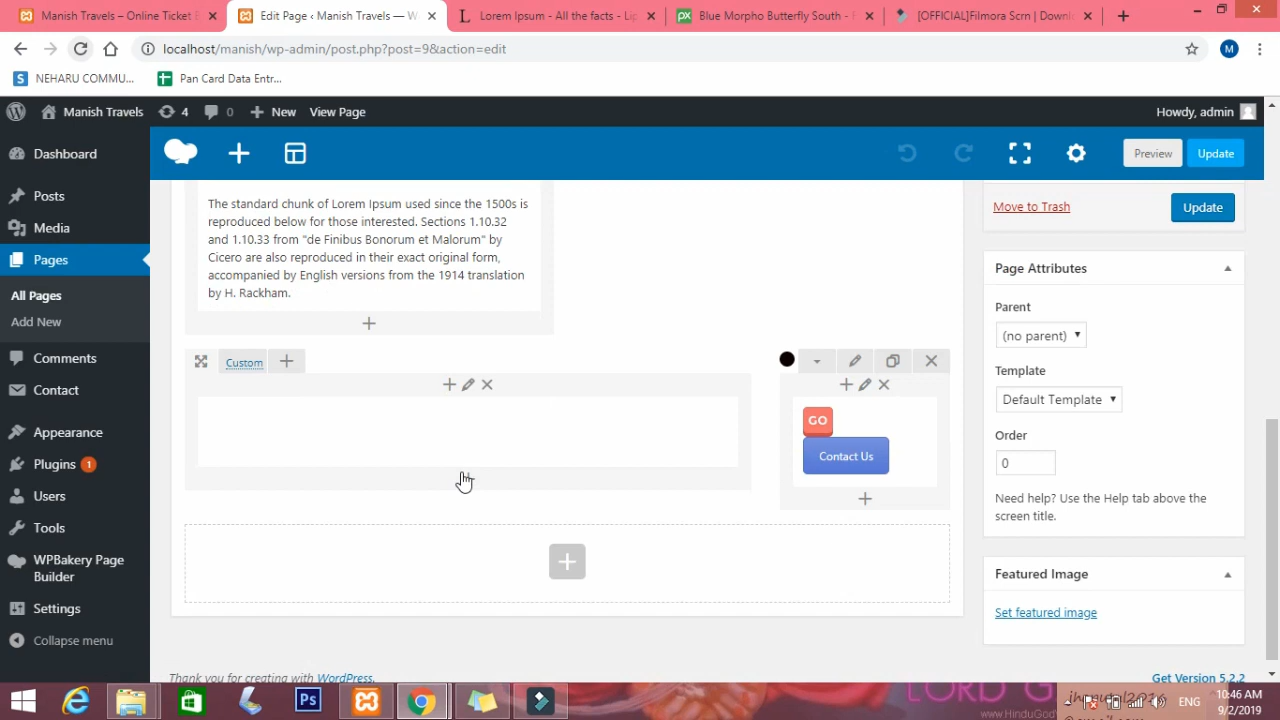 Manish Travels - Online Ticket B
Edit Page ‹ Manish Travels — W
Lorem Ipsum - All the facts - Lip
Blue Morpho Butterfly South - F
[OFFICIAL]Filmora Scrn | Downl
localhost/manish/wp-admin/post.php?post=9&action=edit
M
S NEHARU COMMU...
Pan Card Data Entr...
Manish Travels 4 0 New View Page
Howdy, admin
Dashboard
Posts
Media
Pages
All Pages
Add New
Comments
Contact
Appearance
Plugins 1
Users
Tools
WPBakery Page
Builder
Settings
Collapse menu
Preview
Update
The standard chunk of Lorem Ipsum used since the 1500s is
reproduced below for those interested. Sections 1.10.32
and 1.10.33 from "de Finibus Bonorum et Malorum" by
Cicero are also reproduced in their exact original form,
accompanied by English versions from the 1914 translation
by H. Rackham.
Custom
GO
Contact Us
Move to Trash
Update
Page Attributes
Parent
(no parent)
Template
Default Template
Order
0
Need help? Use the Help tab above the
screen title.
Featured Image
Set featured image
Thank you for creating with WordPress.
Get Version 5.2.2
Ps
LORD G
www.HinduGod
ENG
10:46 AM
9/2/2019